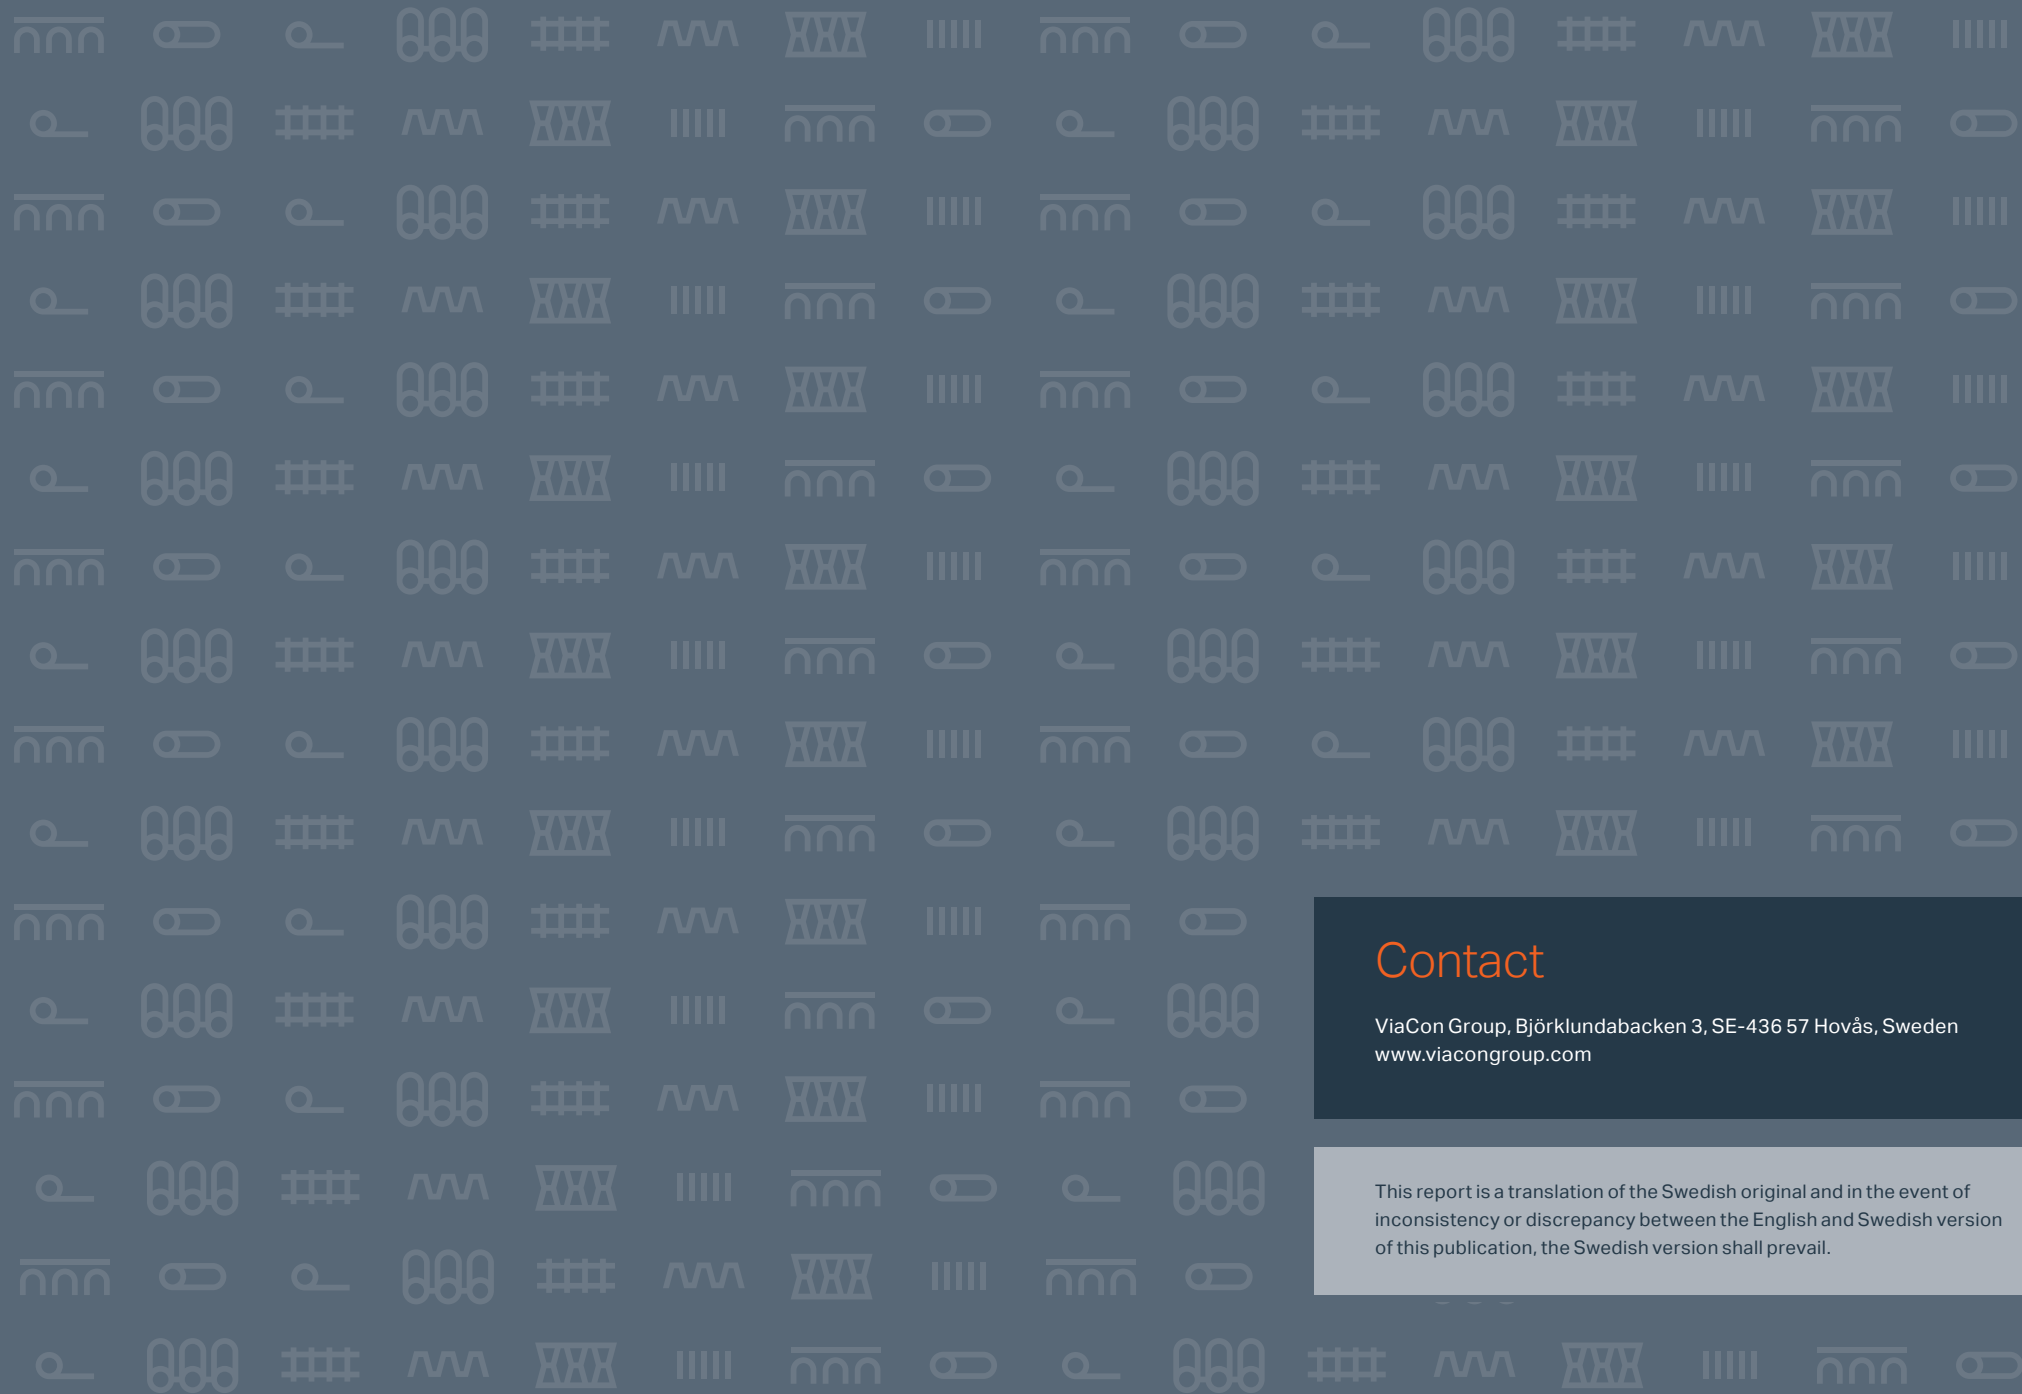 Contact
ViaCon Group, Björklundabacken 3, SE-436 57 Hovås, Sweden
www.viacongroup.com
This report is a translation of the Swedish original and in the event of
inconsistency or discrepancy between the English and Swedish version
of this publication, the Swedish version shall prevail.